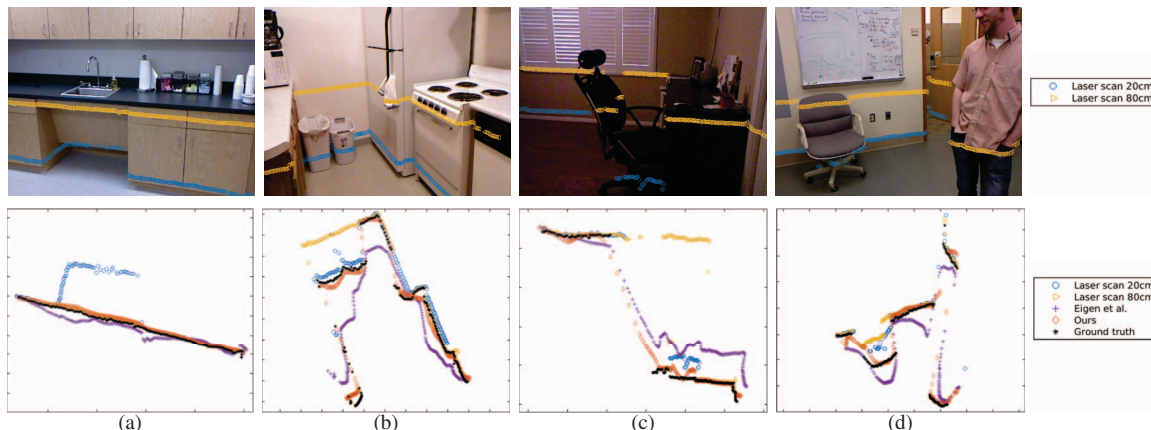 Laser scan 20cm
Laser scan 80cm
Laser scan 20cm
Laser scan 80cm
Eigen et al.
Ours
Ground truth
(a)
(b)
(c)
(d)